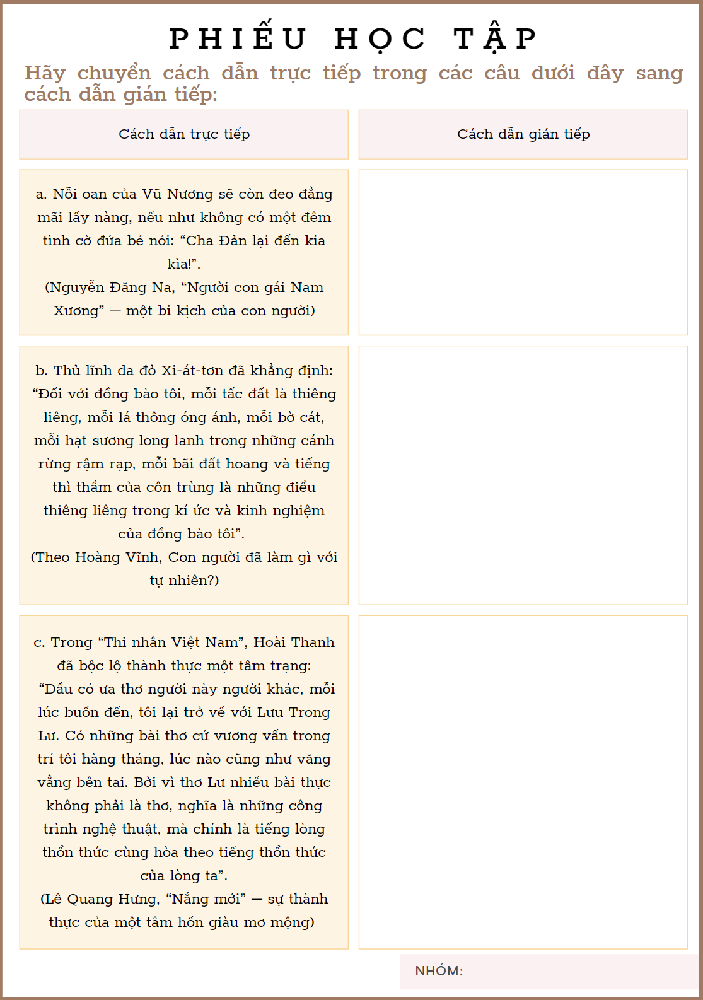 PHIẾU HỌC TẬP
Hãy chuyển cách dẫn trực tiếp trong các câu dưới đây sang
cách dẫn gián tiếp:
Cách dẫn trực tiếp
Cách dẫn gián tiếp
a. Nỗi oan của Vũ Nương sẽ còn đeo đẳng
mãi lấy nàng, nếu như không có một đêm
tình cờ đứa bé nói: “Cha Đản lại đến kia
kìa!”.
(Nguyễn Đăng Na, “Người con gái Nam
Xương” — một bi kịch của con người)
b. Thủ lĩnh da đỏ Xi-át-tơn đã khẳng định:
“Đối với đồng bào tôi, mỗi tấc đất là thiêng
liêng, mỗi lá thông óng ánh, mỗi bờ cát,
mỗi hạt sương long lanh trong những cánh
rừng rậm rạp, mỗi bãi đất hoang và tiếng
thì thầm của côn trùng là những điều
thiêng liêng trong kí ức và kinh nghiệm
của đồng bào tôi”.
(Theo Hoàng Vĩnh, Con người đã làm gì với
tự nhiên?)
c. Trong “Thi nhân Việt Nam”, Hoài Thanh
đã bộc lộ thành thực một tâm trạng:
“Dầu có ưa thơ người này người khác, mỗi
lúc buồn đến, tôi lại trở về với Lưu Trong
Lư. Có những bài thơ cứ vương vấn trong
trí tôi hàng tháng, lúc nào cũng như văng
vẳng bên tai. Bởi vì thơ Lư nhiều bài thực
không phải là thơ, nghĩa là những công
trình nghệ thuật, mà chính là tiếng lòng
thổn thức cùng hòa theo tiếng thổn thức
của lòng ta”.
(Lê Quang Hưng, “Nắng mới” — sự thành
thực của một tâm hồn giàu mơ mộng)
NHÓM: